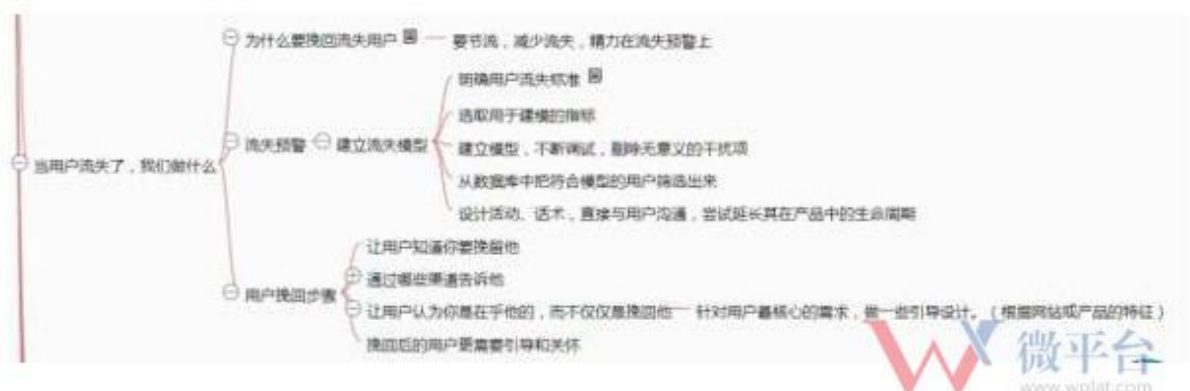 当用户流失了，我们做什么
为什么要挽回流失用户
要节流，减少流失，精力在流失预警上
流失预警
建立流失模型
明确用户流失标准
选取用于建模的指标
建立模型，不断调试，剔除无意义的干扰项
从数据库中把符合模型的用户筛选出来
设计活动、话术，直接与用户沟通，尝试延长其在产品中的生命周期
用户挽回步骤
让用户知道你要挽留他
通过哪些渠道告诉他
让用户认为你是在乎他的，而不仅仅是挽回他
针对用户最核心的需求，做一些引导设计。（根据网站或产品的特征）
挽回后的用户更需要引导和关怀
微平台
www.wplat.com